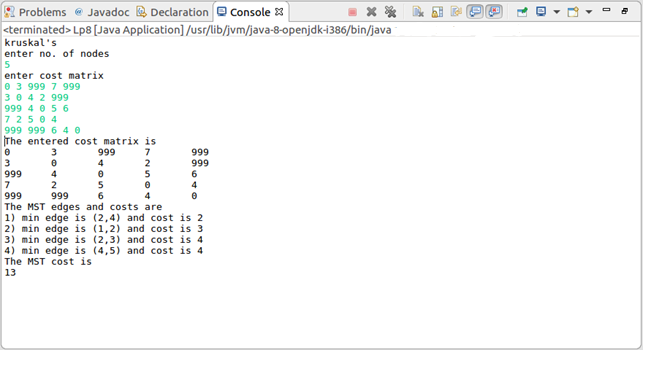 Problems @ Javadoc Declaration Console
<terminated> Lp8 [Java Application] /usr/lib/jvm/java-8-openjdk-i386/bin/java
kruskal's
enter no. of nodes
5
enter cost matrix
0 3 999 7 999
3 0 4 2 999
999 4 0 5 6
7 2 5 0 4
999 999 6 4 0
The entered cost matrix is
0 3 999 7 999
3 0 4 2 999
999 4 0 5 6
7 2 5 0 4
999 999 6 4 0
The MST edges and costs are
1) min edge is (2,4) and cost is 2
2) min edge is (1,2) and cost is 3
3) min edge is (2,3) and cost is 4
4) min edge is (4,5) and cost is 4
The MST cost is
13